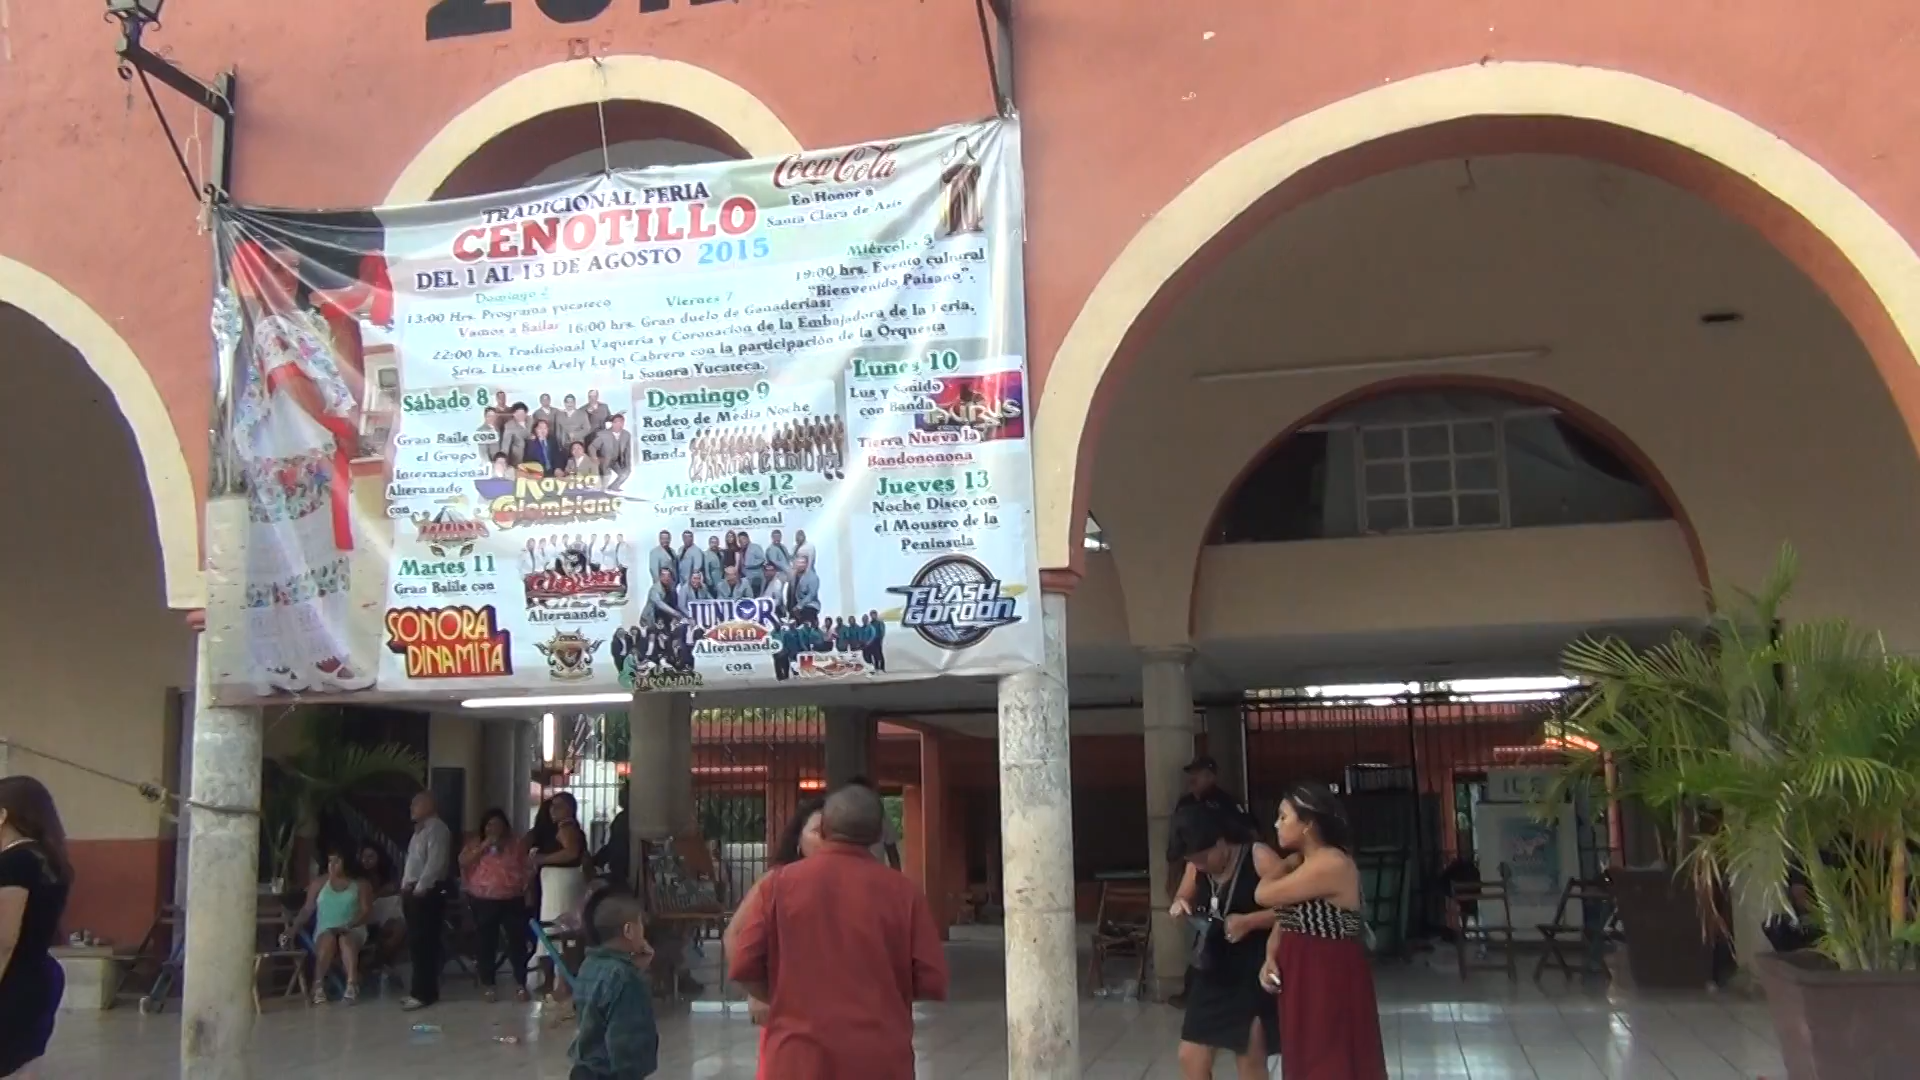 TRADICIONAL FERIA
CENOTILLO
DEL 1 AL 13 DE AGOSTO 2015
Coca-Cola
En Honor a
Santa Clara de Asis
Domingo 2
13:00 Hrs. Programa yucateco
Vamos a Bailar
Miércoles 5
19:00 hrs. Evento cultural
"Bienvenido Paisano".
Viernes 7
16:00 hrs. Gran duelo de Ganaderías:
22:00 hrs. Tradicional Vaquería y Coronación de la Embajadora de la Feria,
Srita. Lissene Arely Lugo Cabrera con la participación de la Orquesta
la Sonora Yucateca.
Sábado 8
Gran Baile con
el Grupo
Internacional
Alternando
con
Rayito
Colombiano
Domingo 9
Rodeo de Media Noche
con la
Banda
Lunes 10
Lus y Sonido
con Banda
TAURUS
Tierra Nueva la
Bandononona
Martes 11
Gran Baile con
SONORA
DINAMITA
Alternando
Miércoles 12
Super Baile con el Grupo
Internacional
JUNIOR
Klan
Alternando
con
CARCAJADA
Jueves 13
Noche Disco con
el Moustro de la
Península
FLASH
GORDON
ICE